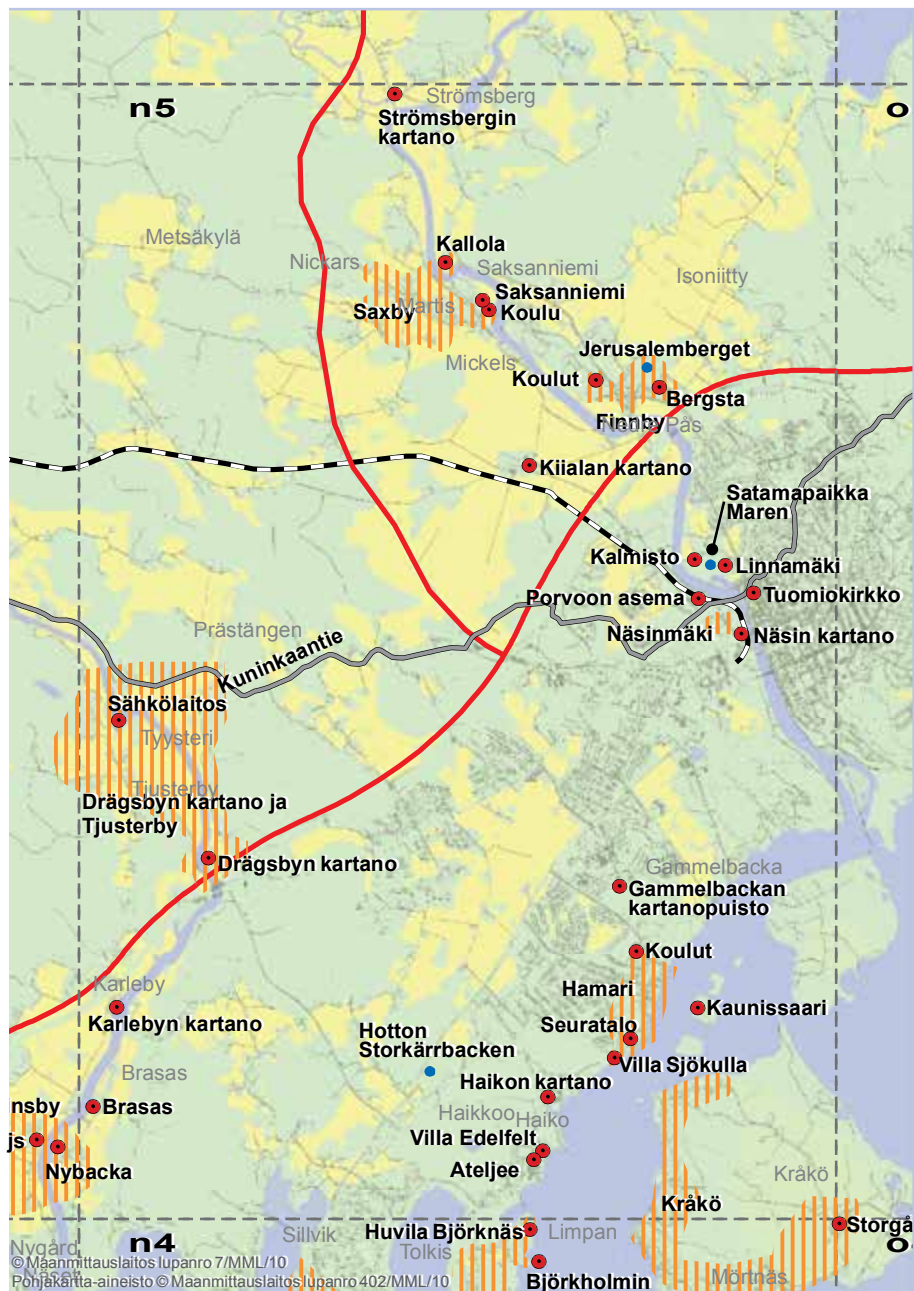 n5
o
Strömsberg
Strömsbergin
kartano
Metsäkylä
Kallola
Nickars
Saksanniemi
Isoniitty
Saksanniemi
Martis
Saxby
Koulu
Jerusalemberget
Mickels
Koulut
Bergsta
Finnby
Nedre Pås
Kiialan kartano
Satamapaikka
Maren
Kalmisto
Linnamäki
Tuomiokirkko
Porvoon asema
Prästängen
Näsinmäki
Näsin kartano
Kuninkaantie
Sähkölaitos
Tyysteri
Tjusterby
Drägsbyn kartano ja
Tjusterby
Drägsbyn kartano
Gammelbacka
Gammelbackan
kartanopuisto
Koulut
Karleby
Hamari
Kaunissaari
Karlebyn kartano
Seuratalo
Hotton
Storkärrbacken
Villa Sjökulla
Brasas
Haikon kartano
nsby
Brasas
Haikkoo
Haiko
js
Villa Edelfelt
Nybacka
Ateljee
Kråkö
Kråkö
Storgå
Huvila Björknäs
Limpan
Sillvik
n4
o
Nygård
Tolkis
© Maanmittauslaitos lupanro 7/MML/10
Mörtnäs
Björkholmin
Pohjakartta-aineisto © Maanmittauslaitos lupanro 402/MML/10